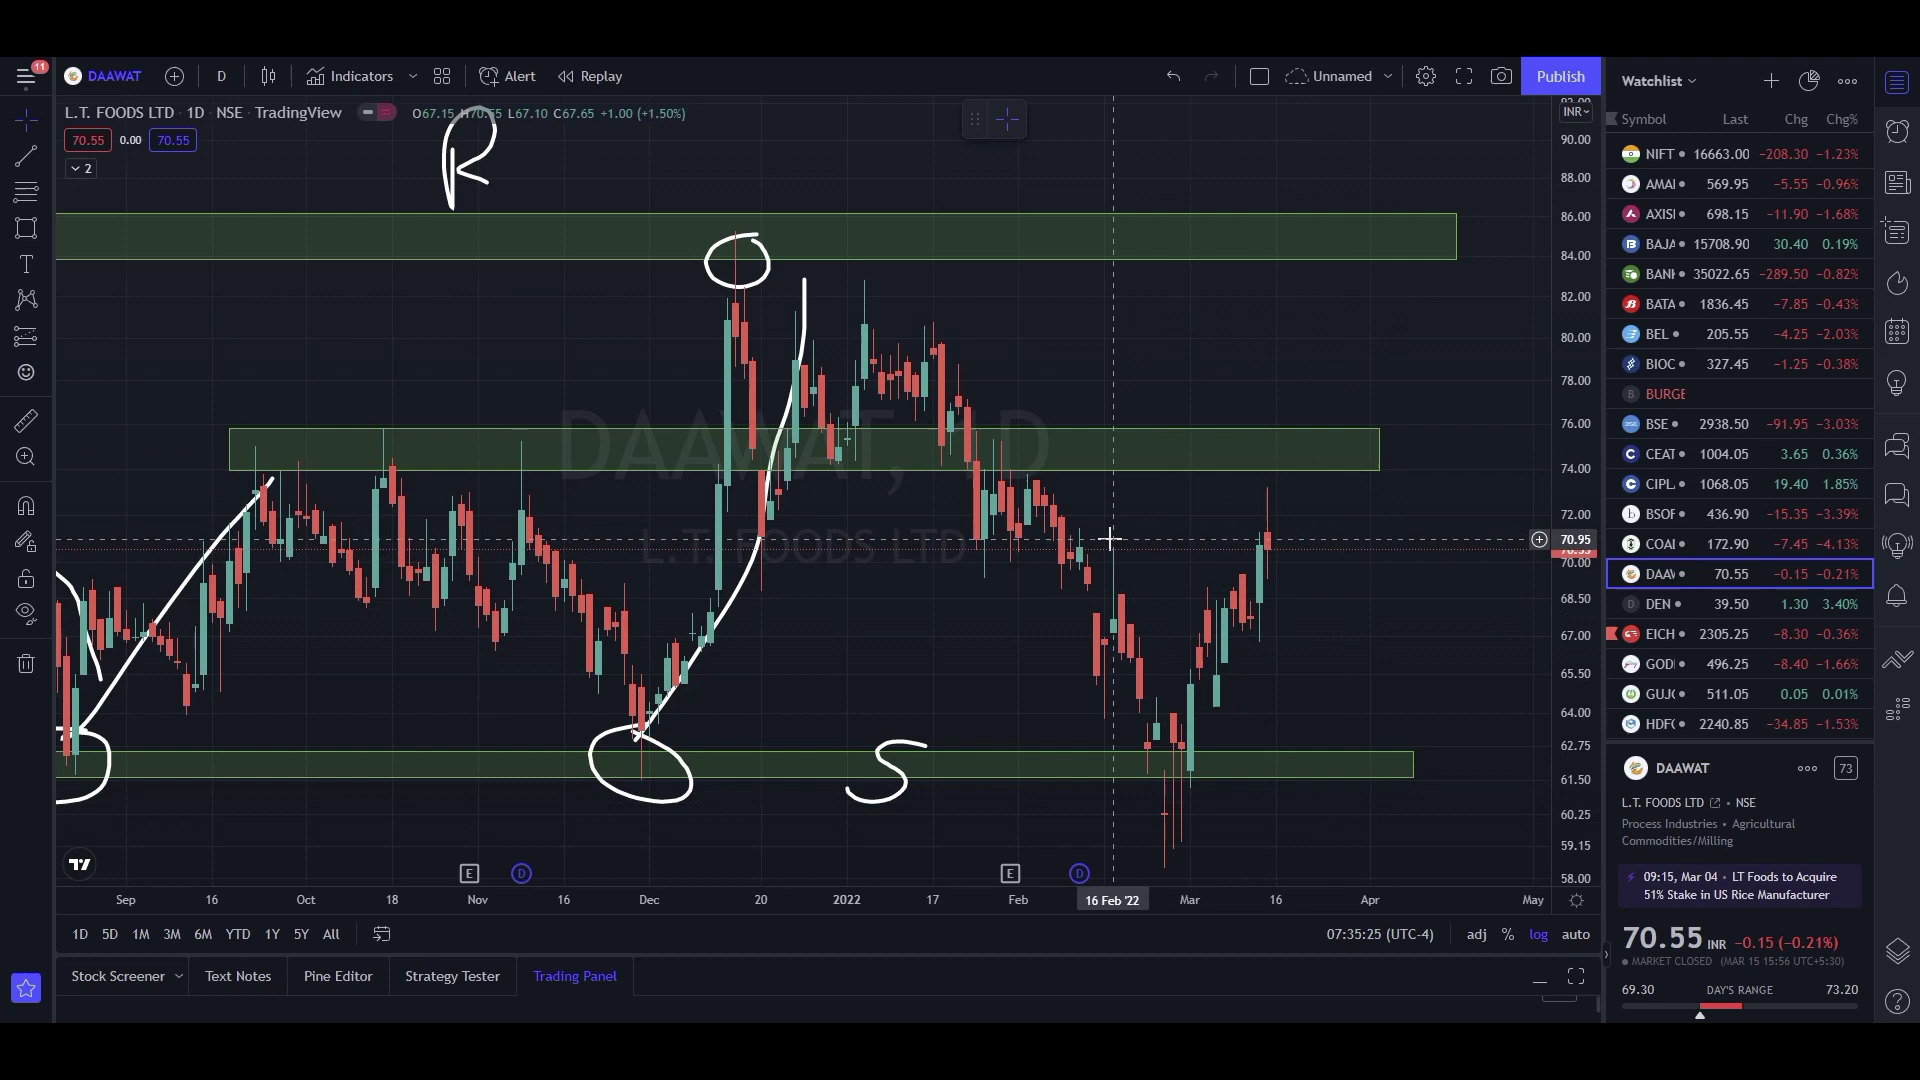 11
DAAWAT D Indicators Alert Replay Unnamed Publish
L.T. FOODS LTD · 1D · NSE · TradingView O67.15 H70.55 L67.10 C67.65 +1.00 (+1.50%)
70.55 0.00 70.55
2
R
S
DAAWAT, 1D
L.T. FOODS LTD
INR
90.00
88.00
86.00
84.00
82.00
80.00
78.00
76.00
74.00
72.00
70.95
70.00
68.50
67.00
65.50
64.00
62.75
61.50
60.25
59.15
58.00
E D E D
Sep 16 Oct 18 Nov 16 Dec 20 2022 17 Feb 16 Feb '22 Mar 16 Apr May
1D 5D 1M 3M 6M YTD 1Y 5Y All 07:35:25 (UTC-4) adj % log auto
Stock Screener Text Notes Pine Editor Strategy Tester Trading Panel
Watchlist
Symbol Last Chg Chg%
NIFT 16663.00 −208.30 −1.23%
AMAI 569.95 −5.55 −0.96%
AXISI 698.15 −11.90 −1.68%
BAJA 15708.90 30.40 0.19%
BANK 35022.65 −289.50 −0.82%
BATA 1836.45 −7.85 −0.43%
BEL 205.55 −4.25 −2.03%
BIOC 327.45 −1.25 −0.38%
BURGE
BSE 2938.50 −91.95 −3.03%
CEAT 1004.05 3.65 0.36%
CIPL 1068.05 19.40 1.85%
BSOF 436.90 −15.35 −3.39%
COAL 172.90 −7.45 −4.13%
DAAW 70.55 −0.15 −0.21%
DEN 39.50 1.30 3.40%
EICH 2305.25 −8.30 −0.36%
GOD 496.25 −8.40 −1.66%
GUJ 511.05 0.05 0.01%
HDFC 2240.85 −34.85 −1.53%
DAAWAT 73
L.T. FOODS LTD · NSE
Process Industries · Agricultural
Commodities/Milling
09:15, Mar 04 · LT Foods to Acquire
51% Stake in US Rice Manufacturer
70.55 INR −0.15 (−0.21%)
MARKET CLOSED (MAR 15 15:56 UTC+5:30)
69.30 DAY'S RANGE 73.20